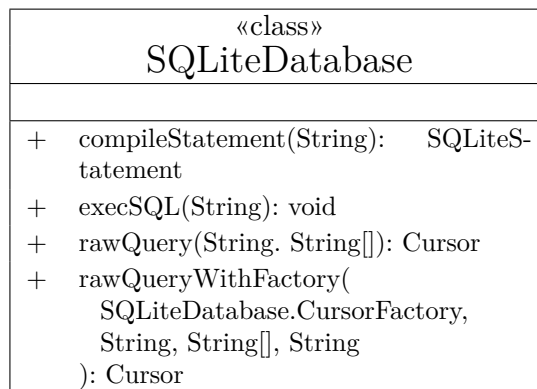 «class»
SQLiteDatabase
+ compileStatement(String): SQLiteS-
tatement
+ execSQL(String): void
+ rawQuery(String. String[]): Cursor
+ rawQueryWithFactory(
SQLiteDatabase.CursorFactory,
String, String[], String
): Cursor